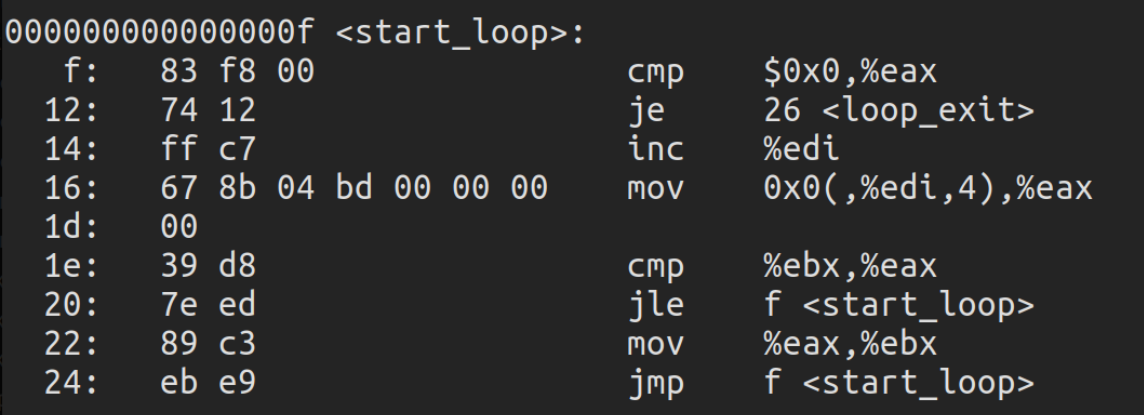 000000000000000f <start_loop>:
f: 83 f8 00 cmp $0x0,%eax
12: 74 12 je 26 <loop_exit>
14: ff c7 inc %edi
16: 67 8b 04 bd 00 00 00 mov 0x0(,%edi,4),%eax
1d: 00
1e: 39 d8 cmp %ebx,%eax
20: 7e ed jle f <start_loop>
22: 89 c3 mov %eax,%ebx
24: eb e9 jmp f <start_loop>